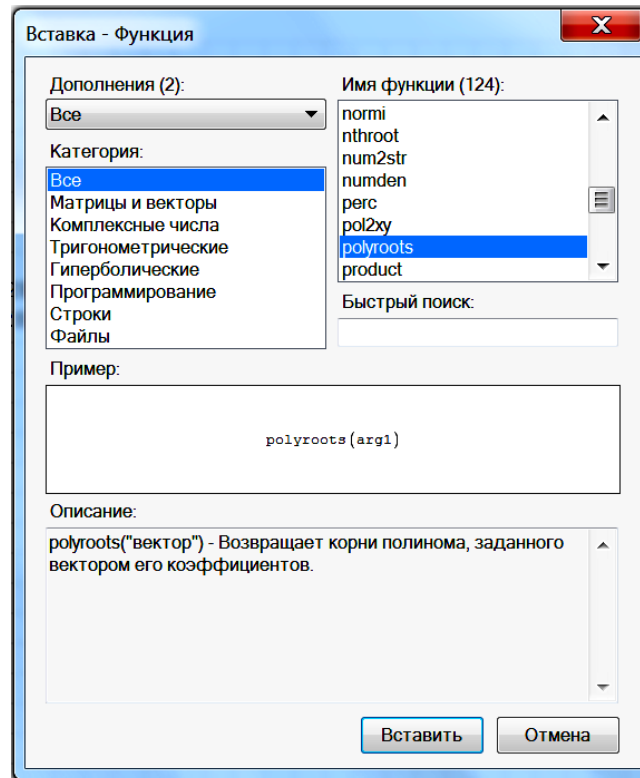 Вставка - Функция
Дополнения (2):
Все
Категория:
Все
Матрицы и векторы
Комплексные числа
Тригонометрические
Гиперболические
Программирование
Строки
Файлы
Имя функции (124):
normi
nthroot
num2str
numden
perc
pol2xy
polyroots
product
Быстрый поиск:
Пример:
polyroots(arg1)
Описание:
polyroots("вектор") - Возвращает корни полинома, заданного
вектором его коэффициентов.
Вставить
Отмена